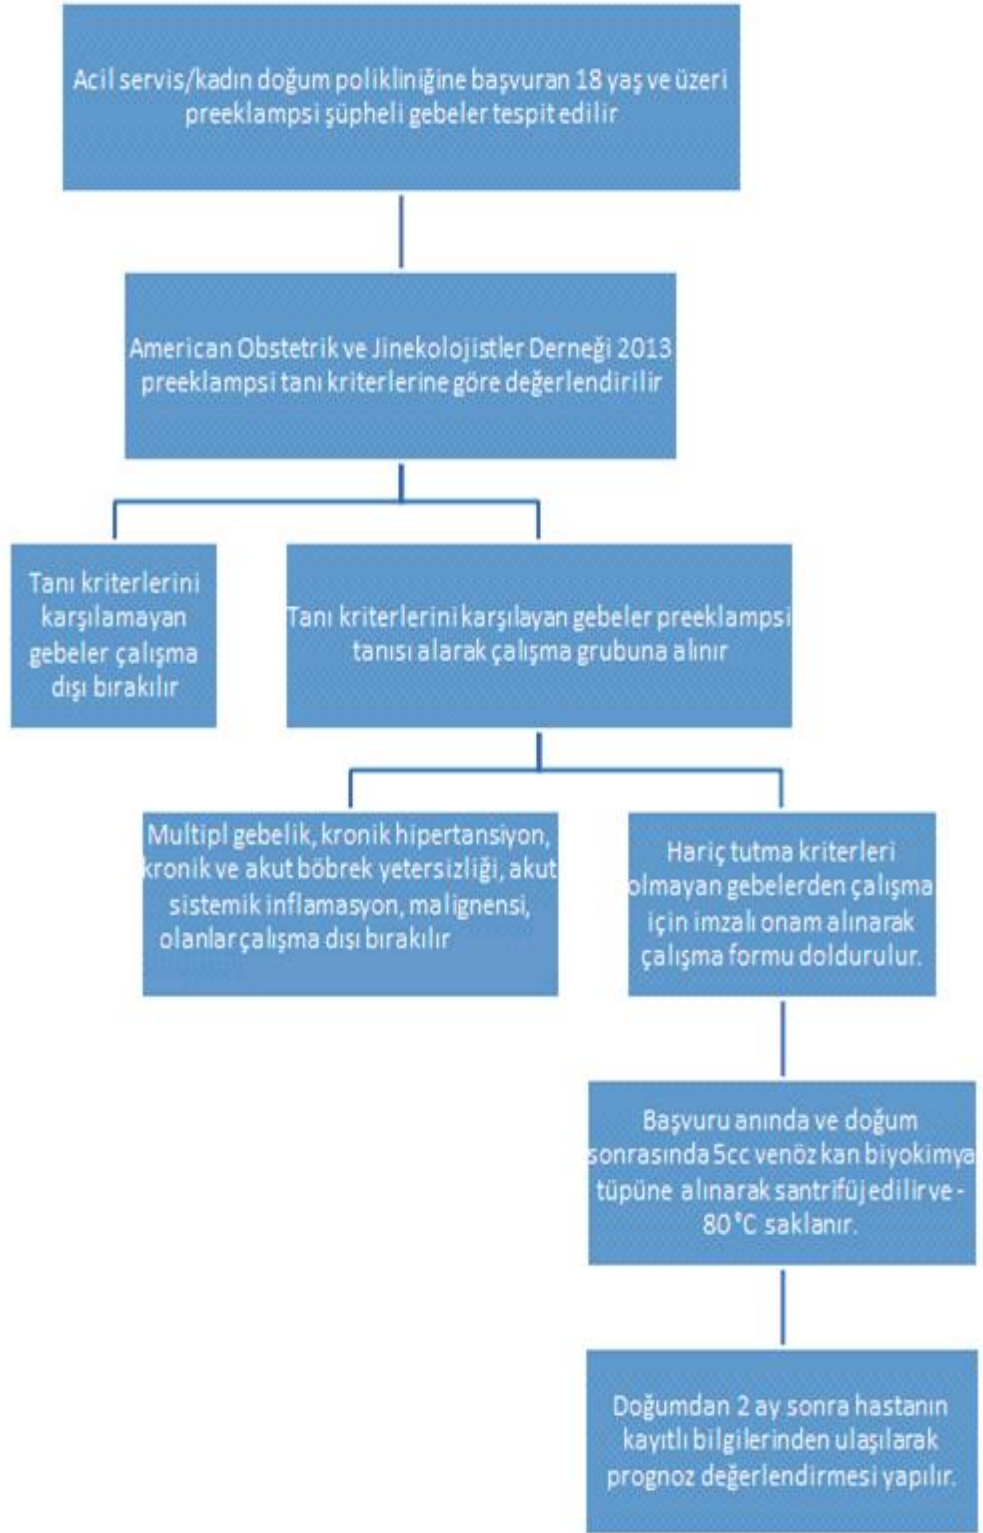 Acil servis/kadın doğum polikliniğine başvuran 18 yaş ve üzeri
preeklampsi şüpheli gebeler tespit edilir
American Obstetrik ve Jinekolojistler Derneği 2013
preeklampsi tanı kriterlerine göre değerlendirilir
Tanı kriterlerini
karşılamayan
gebeler çalışma
dışı bırakılır
Tanı kriterlerini karşılayan gebeler preeklampsi
tanısı alarak çalışma grubuna alınır
Multipl gebelik, kronik hipertansiyon,
kronik ve akut böbrek yetersizliği, akut
sistemik inflamasyon, malignensi,
olanlar çalışma dışı bırakılır
Hariç tutma kriterleri
olmayan gebelerden çalışma
için imzalı onam alınarak
çalışma formu doldurulur.
Başvuru anında ve doğum
sonrasında 5cc venöz kan biyokimya
tüpüne alınarak santrifüj edilir ve -
80 °C saklanır.
Doğumdan 2 ay sonra hastanın
kayıtlı bilgilerinden ulaşılarak
prognoz değerlendirmesi yapılır.